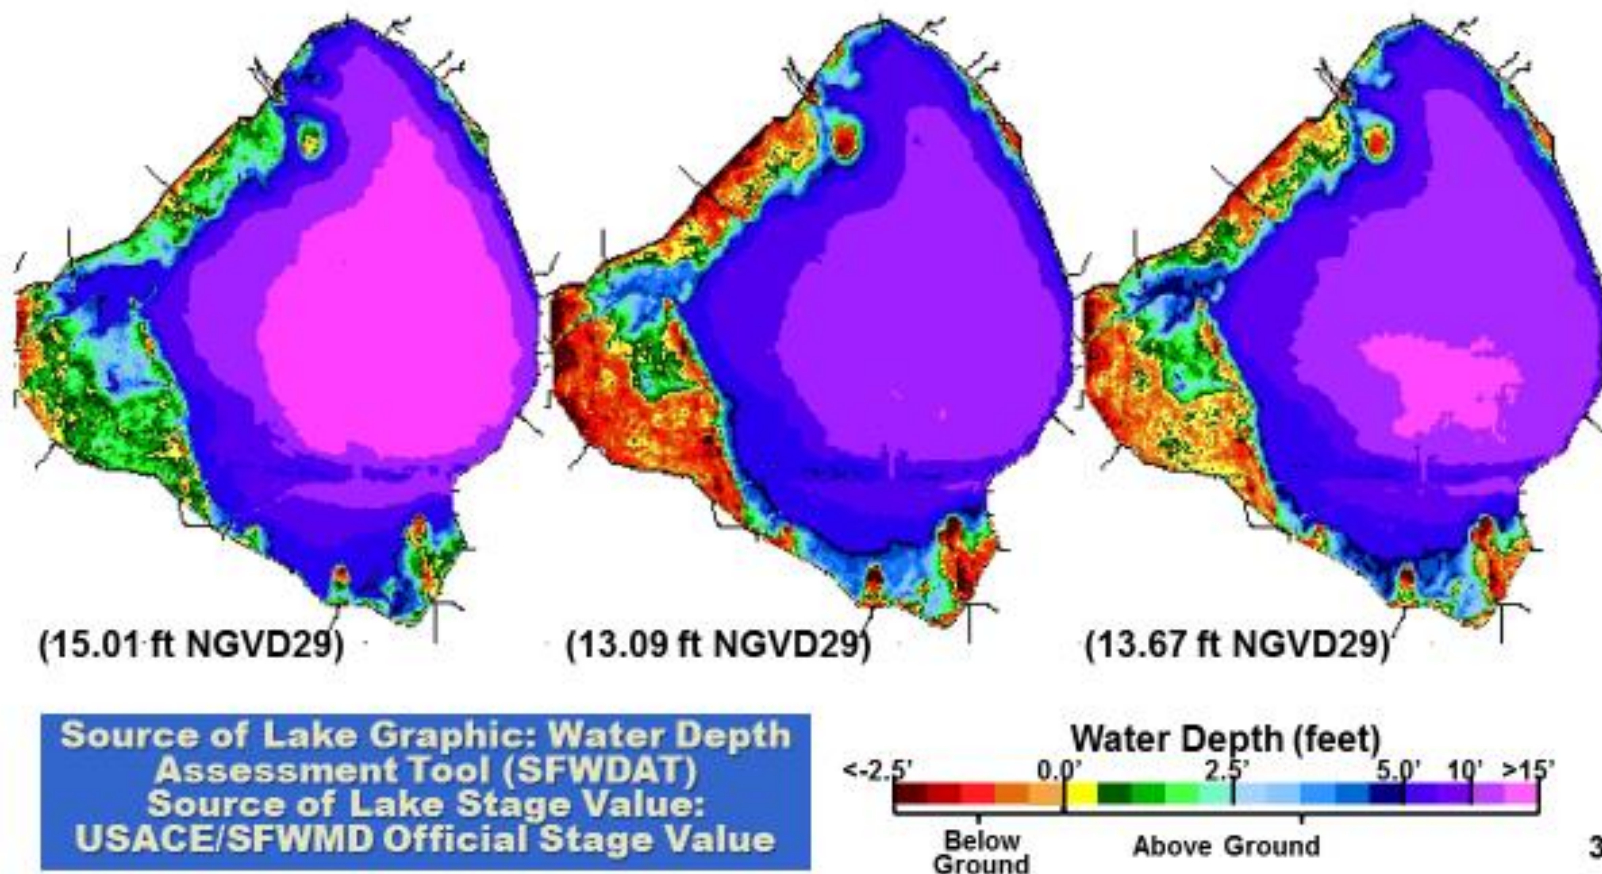 (15.01 ft NGVD29)
(13.09 ft NGVD29)
(13.67 ft NGVD29)
Source of Lake Graphic: Water Depth
Assessment Tool (SFWDAT)
Source of Lake Stage Value:
USACE/SFWMD Official Stage Value
Water Depth (feet)
<-2.5' 0.0' 2.5' 5.0' 10' >15'
Below
Ground
Above Ground
3